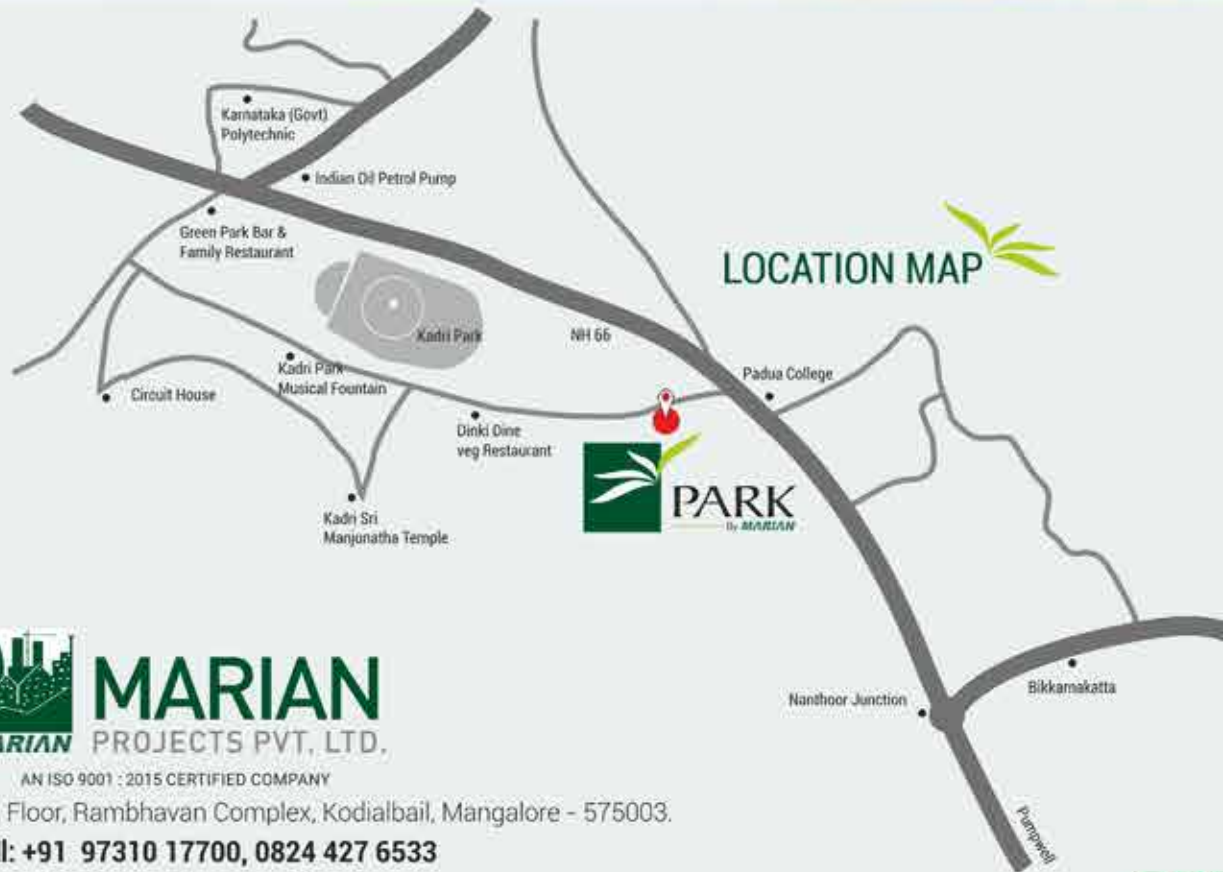 Karnataka (Govt)
Polytechnic
Indian Oil Petrol Pump
Green Park Bar &
Family Restaurant
LOCATION MAP
Kadri Park
NH 66
Padua College
Kadri Park
Musical Fountain
Circuit House
Dinki Dine
veg Restaurant
PARK
By MARIAN
Kadri Sri
Manjunatha Temple
Nanthoor Junction
Bikkarnakatta
Pumpwell
MARIAN
PROJECTS PVT. LTD.
AN ISO 9001 : 2015 CERTIFIED COMPANY
Floor, Rambhavan Complex, Kodialbail, Mangalore - 575003.
+91 97310 17700, 0824 427 6533